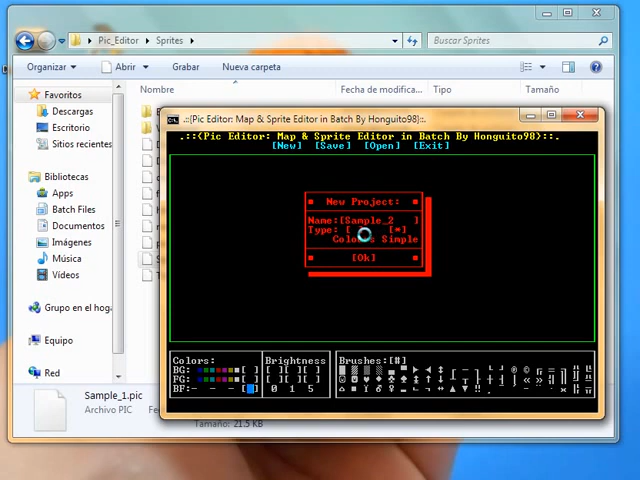 Pic_Editor Sprites
Buscar Sprites
Organizar Abrir Grabar Nueva carpeta
Favoritos
Descargas
Escritorio
Sitios recientes
Bibliotecas
Apps
Batch Files
Documentos
Imágenes
Música
Vídeos
Grupo en el hoga
Equipo
Red
Nombre Fecha de modifica... Tipo Tamaño
.::(Pic Editor: Map & Sprite Editor in Batch By Honguito98)::.
.::(Pic Editor: Map & Sprite Editor in Batch By Honguito98)::.
[New] [Save] [Open] [Exit]
New Project:
Name:[Sample_2 ]
Type: [ ] [*]
Simple
[Ok]
Colors: Brightness Brushes:[#]
BG: [ ] [ ][ ][ ]
FG: [ ] [ ][ ][ ]
BF:- - - [ ] 0 1 5
Sample_1.pic
Archivo PIC
Tamaño: 21.5 KB